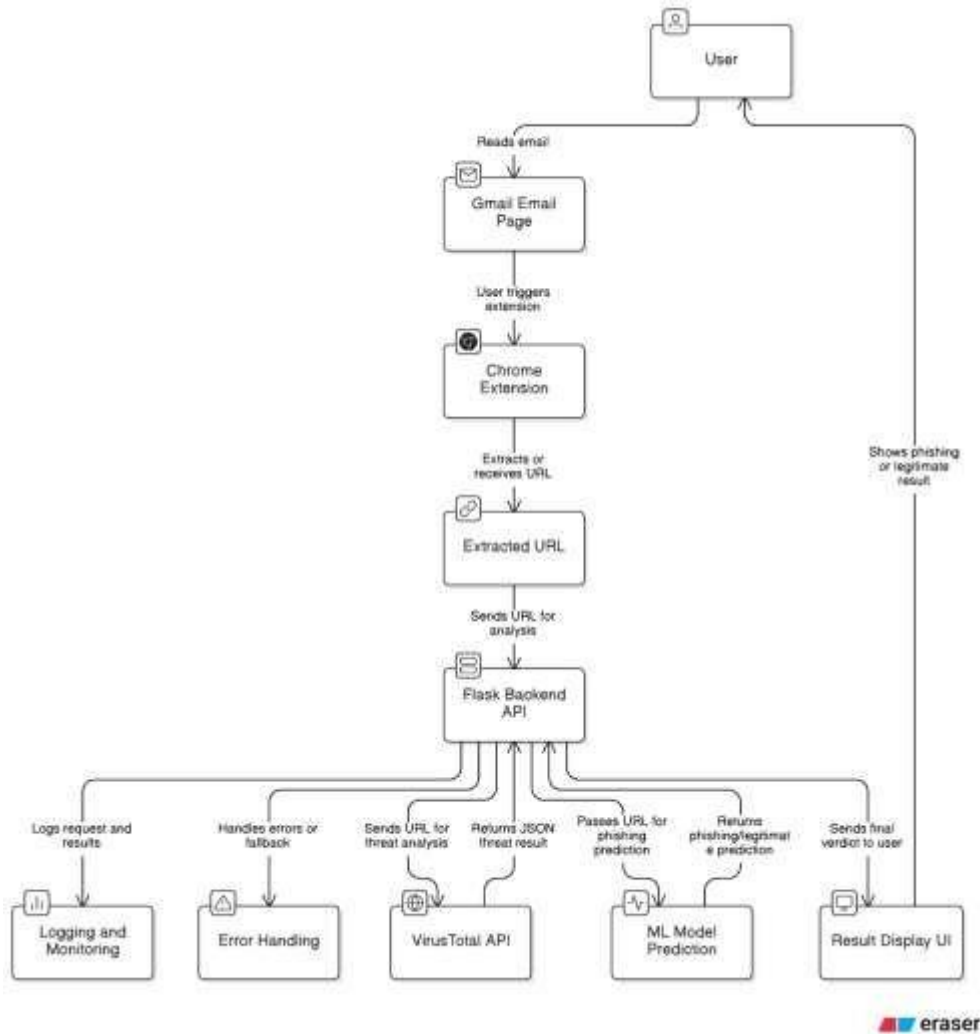 User
Reads email
Gmail Email
Page
User triggers
extension
Chrome
Extension
Extracts or
receives URL
Shows phishing
or legitimate
result
Extracted URL
Sends URL for
analysis
Flask Backend
API
Logs request and
results
Handles errors or
fallback
Sends URL for
threat analysis
Returns JSON
threat result
Passes URL for
phishing
prediction
Returns
phishing/legitimat
e prediction
Sends final
verdict to user
Logging and
Monitoring
Error Handling
VirusTotal API
ML Model
Prediction
Result Display UI
eraser